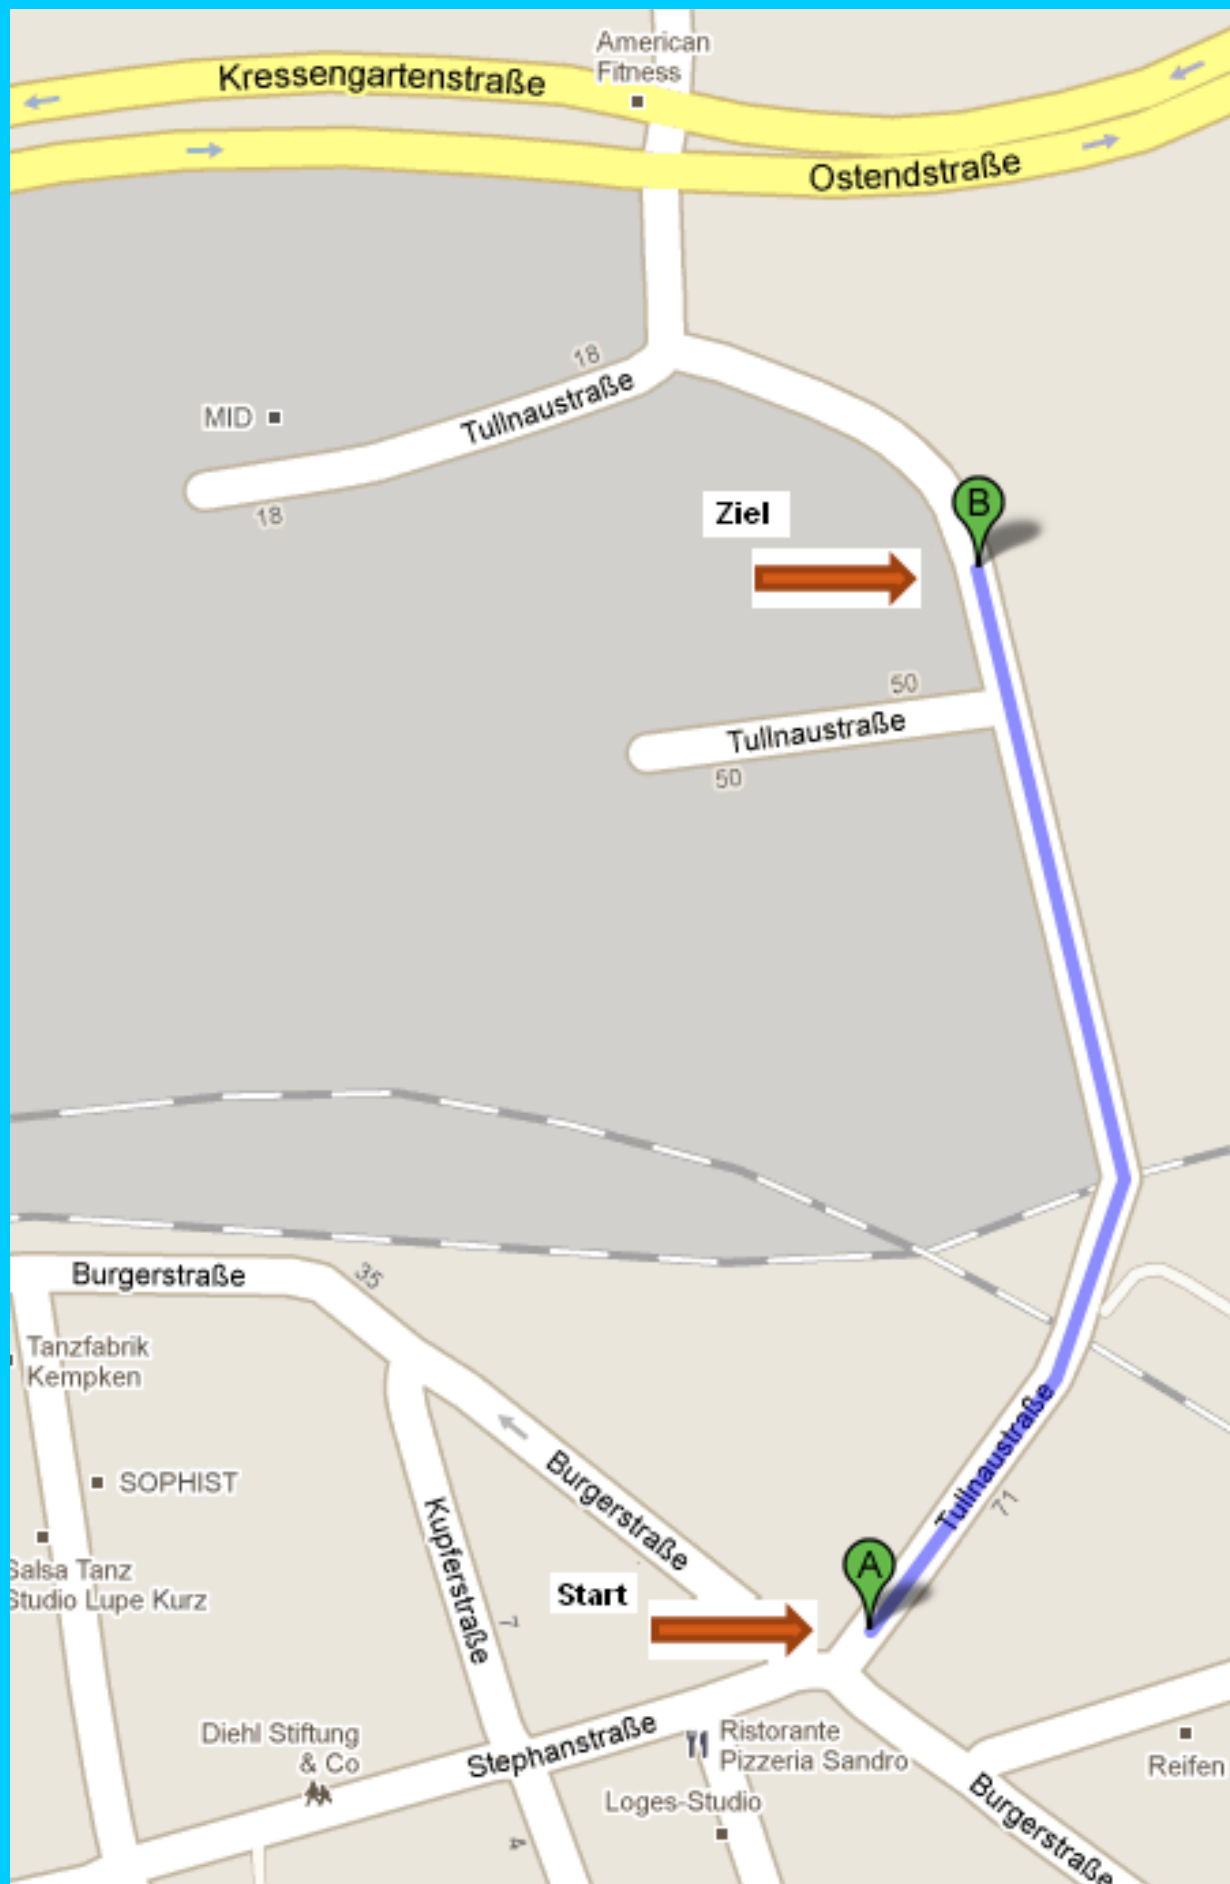 American
Fitness
Kressengartenstraße
Ostendstraße
18
Tullnaustraße
MID
18
B
Ziel
50
Tullnaustraße
50
Burgerstraße
35
Tanzfabrik
Kempken
Tullnaustraße
71
SOPHIST
Burgerstraße
Kupferstraße
A
Salsa Tanz
Studio Lupe Kurz
Start
1
Diehl Stiftung
& Co
Stephanstraße
Ristorante
Pizzeria Sandro
Reifen
Loges-Studio
Burgerstraße
4